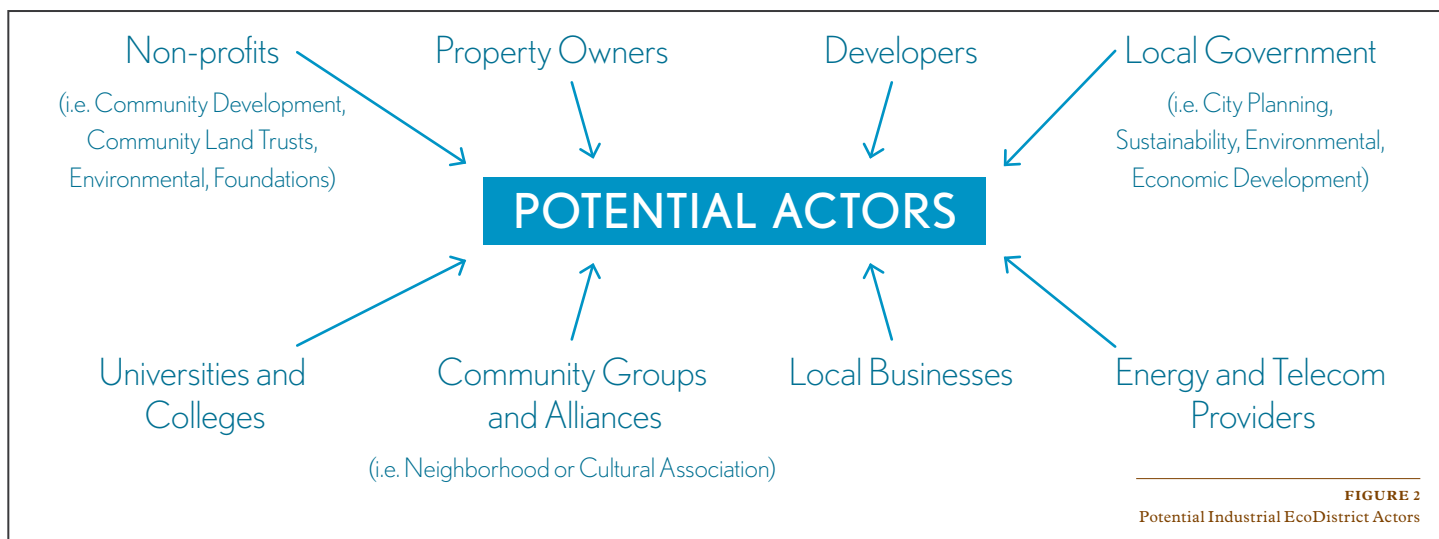 Non-profits
(i.e. Community Development,
Community Land Trusts,
Environmental, Foundations)
Property Owners
Developers
Local Government
(i.e. City Planning,
Sustainability, Environmental,
Economic Development)
POTENTIAL ACTORS
Universities and
Colleges
Community Groups
and Alliances
(i.e. Neighborhood or Cultural Association)
Local Businesses
Energy and Telecom
Providers
FIGURE 2
Potential Industrial EcoDistrict Actors